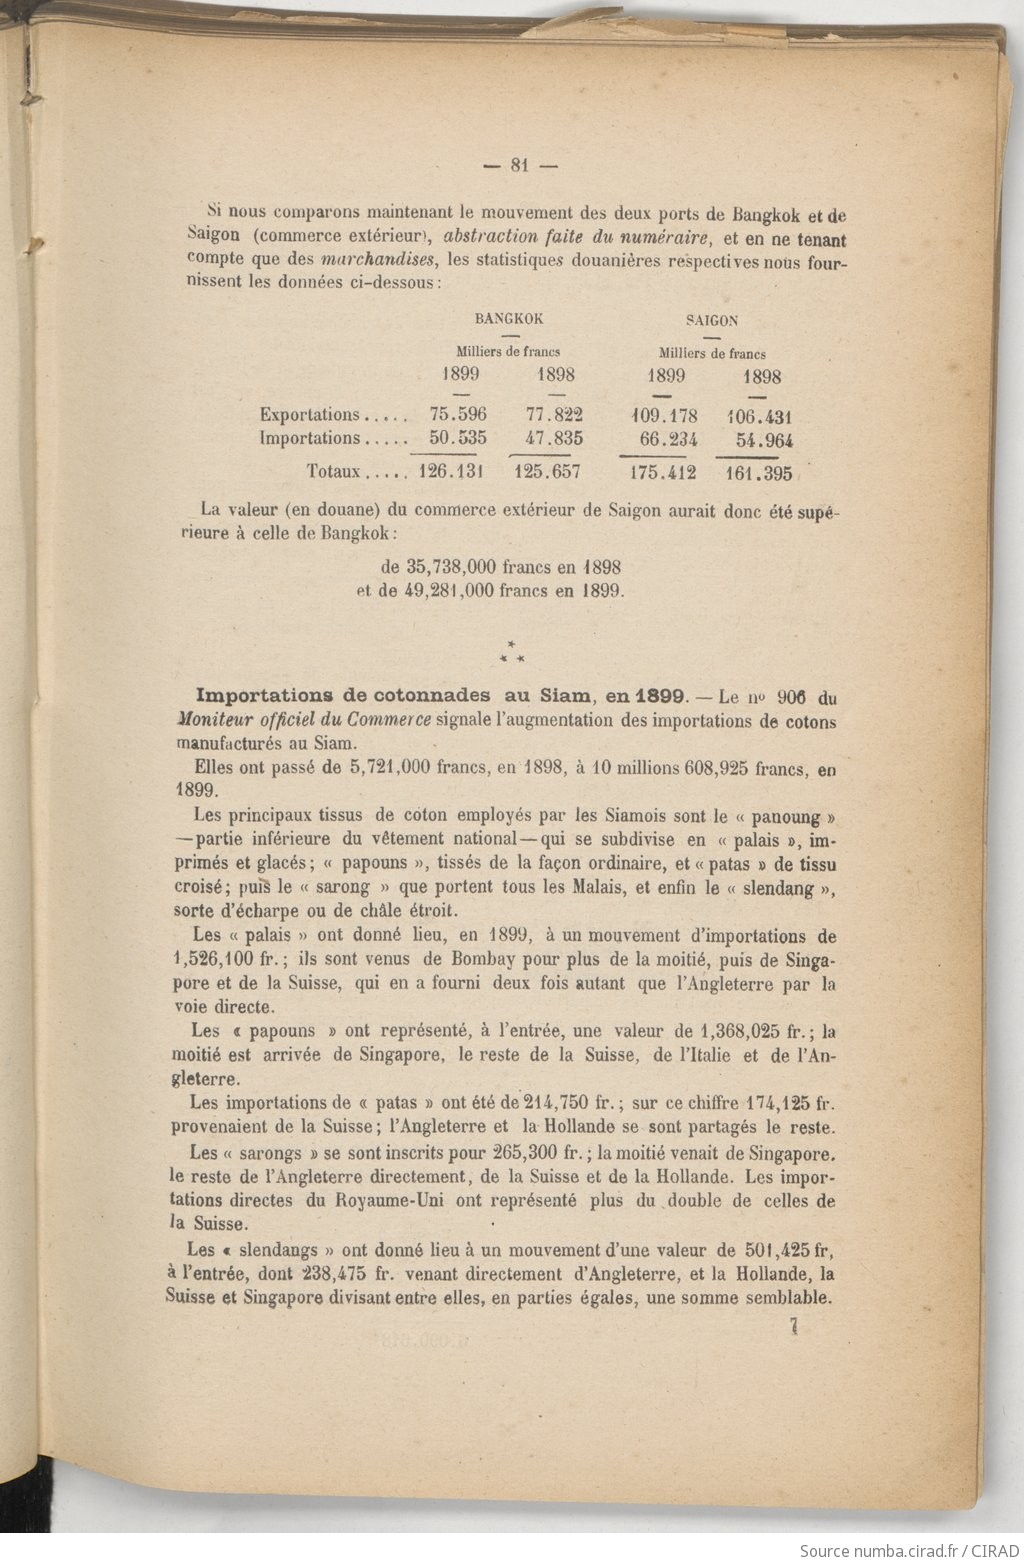 — 81 —
Si nous comparons maintenant le mouvement des deux ports de Bangkok et de
Saigon (commerce extérieur), abstraction faite du numéraire, et en ne tenant
compte que des marchandises, les statistiques douanières respectives nous four-
nissent les données ci-dessous :
BANGKOK SAIGON
Milliers de francs Milliers de francs
1899 1898 1899 1898
Exportations ..... 75.596 77.822 109.178 106.431
Importations ..... 50.535 47.835 66.234 54.964
Totaux ..... 126.131 125.657 175.412 161.395
La valeur (en douane) du commerce extérieur de Saigon aurait donc été supé-
rieure à celle de Bangkok :
de 35,738,000 francs en 1898
et de 49,281,000 francs en 1899.
*
* *
Importations de cotonnades au Siam, en 1899. — Le nº 906 du
Moniteur officiel du Commerce signale l'augmentation des importations de cotons
manufacturés au Siam.
Elles ont passé de 5,721,000 francs, en 1898, à 10 millions 608,925 francs, en
1899.
Les principaux tissus de coton employés par les Siamois sont le « panoung »
— partie inférieure du vêtement national — qui se subdivise en « palais », im-
primés et glacés ; « papouns », tissés de la façon ordinaire, et « patas » de tissu
croisé ; puis le « sarong » que portent tous les Malais, et enfin le « slendang »,
sorte d'écharpe ou de châle étroit.
Les « palais » ont donné lieu, en 1899, à un mouvement d'importations de
1,526,100 fr. ; ils sont venus de Bombay pour plus de la moitié, puis de Singa-
pore et de la Suisse, qui en a fourni deux fois autant que l'Angleterre par la
voie directe.
Les « papouns » ont représenté, à l'entrée, une valeur de 1,368,025 fr. ; la
moitié est arrivée de Singapore, le reste de la Suisse, de l'Italie et de l'An-
gleterre.
Les importations de « patas » ont été de 214,750 fr. ; sur ce chiffre 174,125 fr.
provenaient de la Suisse ; l'Angleterre et la Hollande se sont partagés le reste.
Les « sarongs » se sont inscrits pour 265,300 fr. ; la moitié venait de Singapore.
le reste de l'Angleterre directement, de la Suisse et de la Hollande. Les impor-
tations directes du Royaume-Uni ont représenté plus du double de celles de
la Suisse.
Les « slendangs » ont donné lieu à un mouvement d'une valeur de 501,425 fr,
à l'entrée, dont 238,475 fr. venant directement d'Angleterre, et la Hollande, la
Suisse et Singapore divisant entre elles, en parties égales, une somme semblable.
7
Source numba.cirad.fr / CIRAD